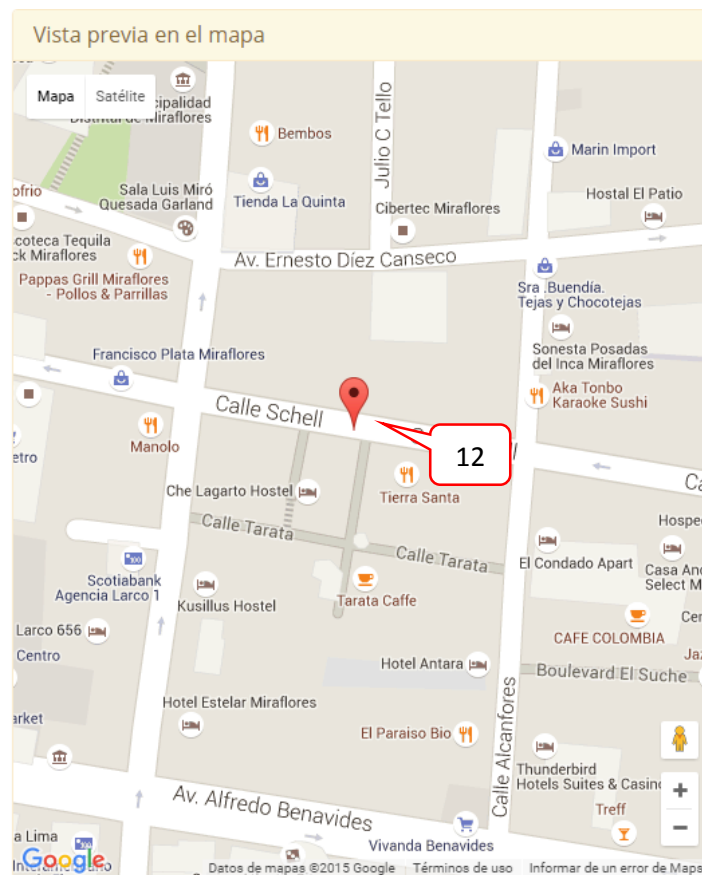 Vista previa en el mapa
Mapa
Satélite
cipalidad
Distrital de Miraflores
Bembos
Julio C Tello
Marin Import
ofrio
Sala Luis Miró
Quesada Garland
Tienda La Quinta
Cibertec Miraflores
Hostal El Patio
scoteca Tequila
ck Miraflores
Av. Ernesto Díez Canseco
Pappas Grill Miraflores
- Pollos & Parrillas
Sra .Buendía.
Tejas y Chocotejas
Francisco Plata Miraflores
Sonesta Posadas
del Inca Miraflores
Aka Tonbo
Karaoke Sushi
Calle Schell
12
Manolo
etro
Che Lagarto Hostel
Tierra Santa
Ca
Hospe
Calle Tarata
Calle Tarata
El Condado Apart
Casa And
Select M
Scotiabank
Agencia Larco 1
Kusillus Hostel
Tarata Caffe
Cen
CAFE COLOMBIA
Larco 656
Centro
Jaz
Hotel Antara
Boulevard El Suche
Hotel Estelar Miraflores
arket
El Paraiso Bio
Calle Alcanfores
Thunderbird
Hotels Suites & Casino
Av. Alfredo Benavides
Treff
a Lima
Vivanda Benavides
Google
Datos de mapas ©2015 Google
Términos de uso
Informar de un error de Maps